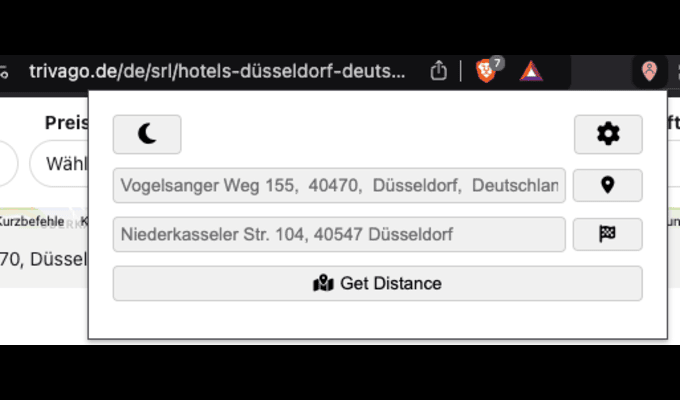 trivago.de/de/srl/hotels-düsseldorf-deuts...
7
Preis
Wähl
Kurzbefehle
70, Düssel
Vogelsanger Weg 155, 40470, Düsseldorf, Deutschlan
Niederkasseler Str. 104, 40547 Düsseldorf
Get Distance
ft
un